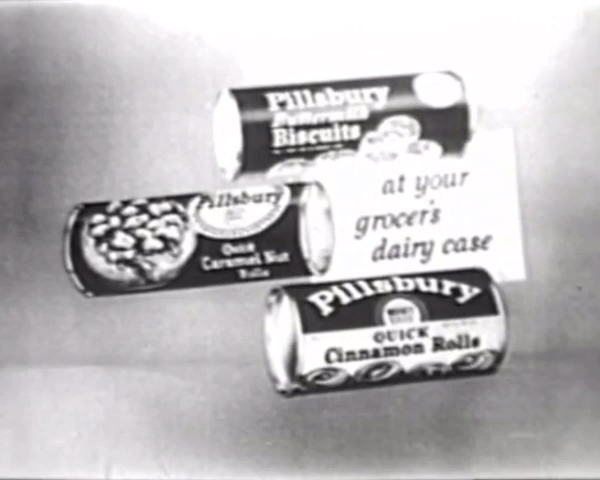 Pillsbury
Buttermilk
Biscuits
at your
grocer's
dairy case
Pillsbury
Quick
Caramel Nut
Rolls
Pillsbury
QUICK
Cinnamon Rolls